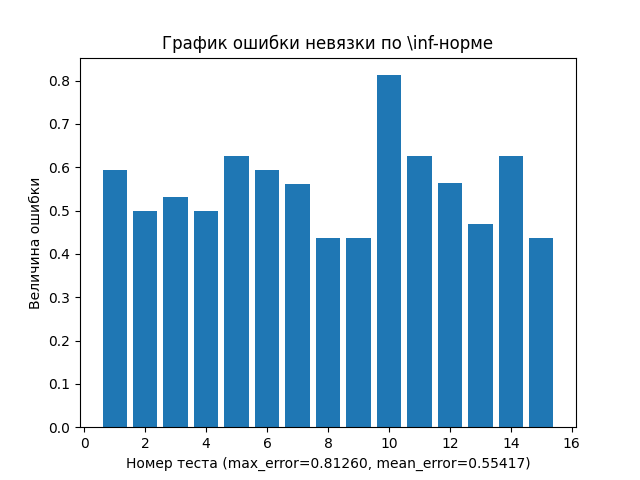 График ошибки невязки по \inf-норме
Величина ошибки
0.8
0.7
0.6
0.5
0.4
0.3
0.2
0.1
0.0
0 2 4 6 8 10 12 14 16
Номер теста (max_error=0.81260, mean_error=0.55417)